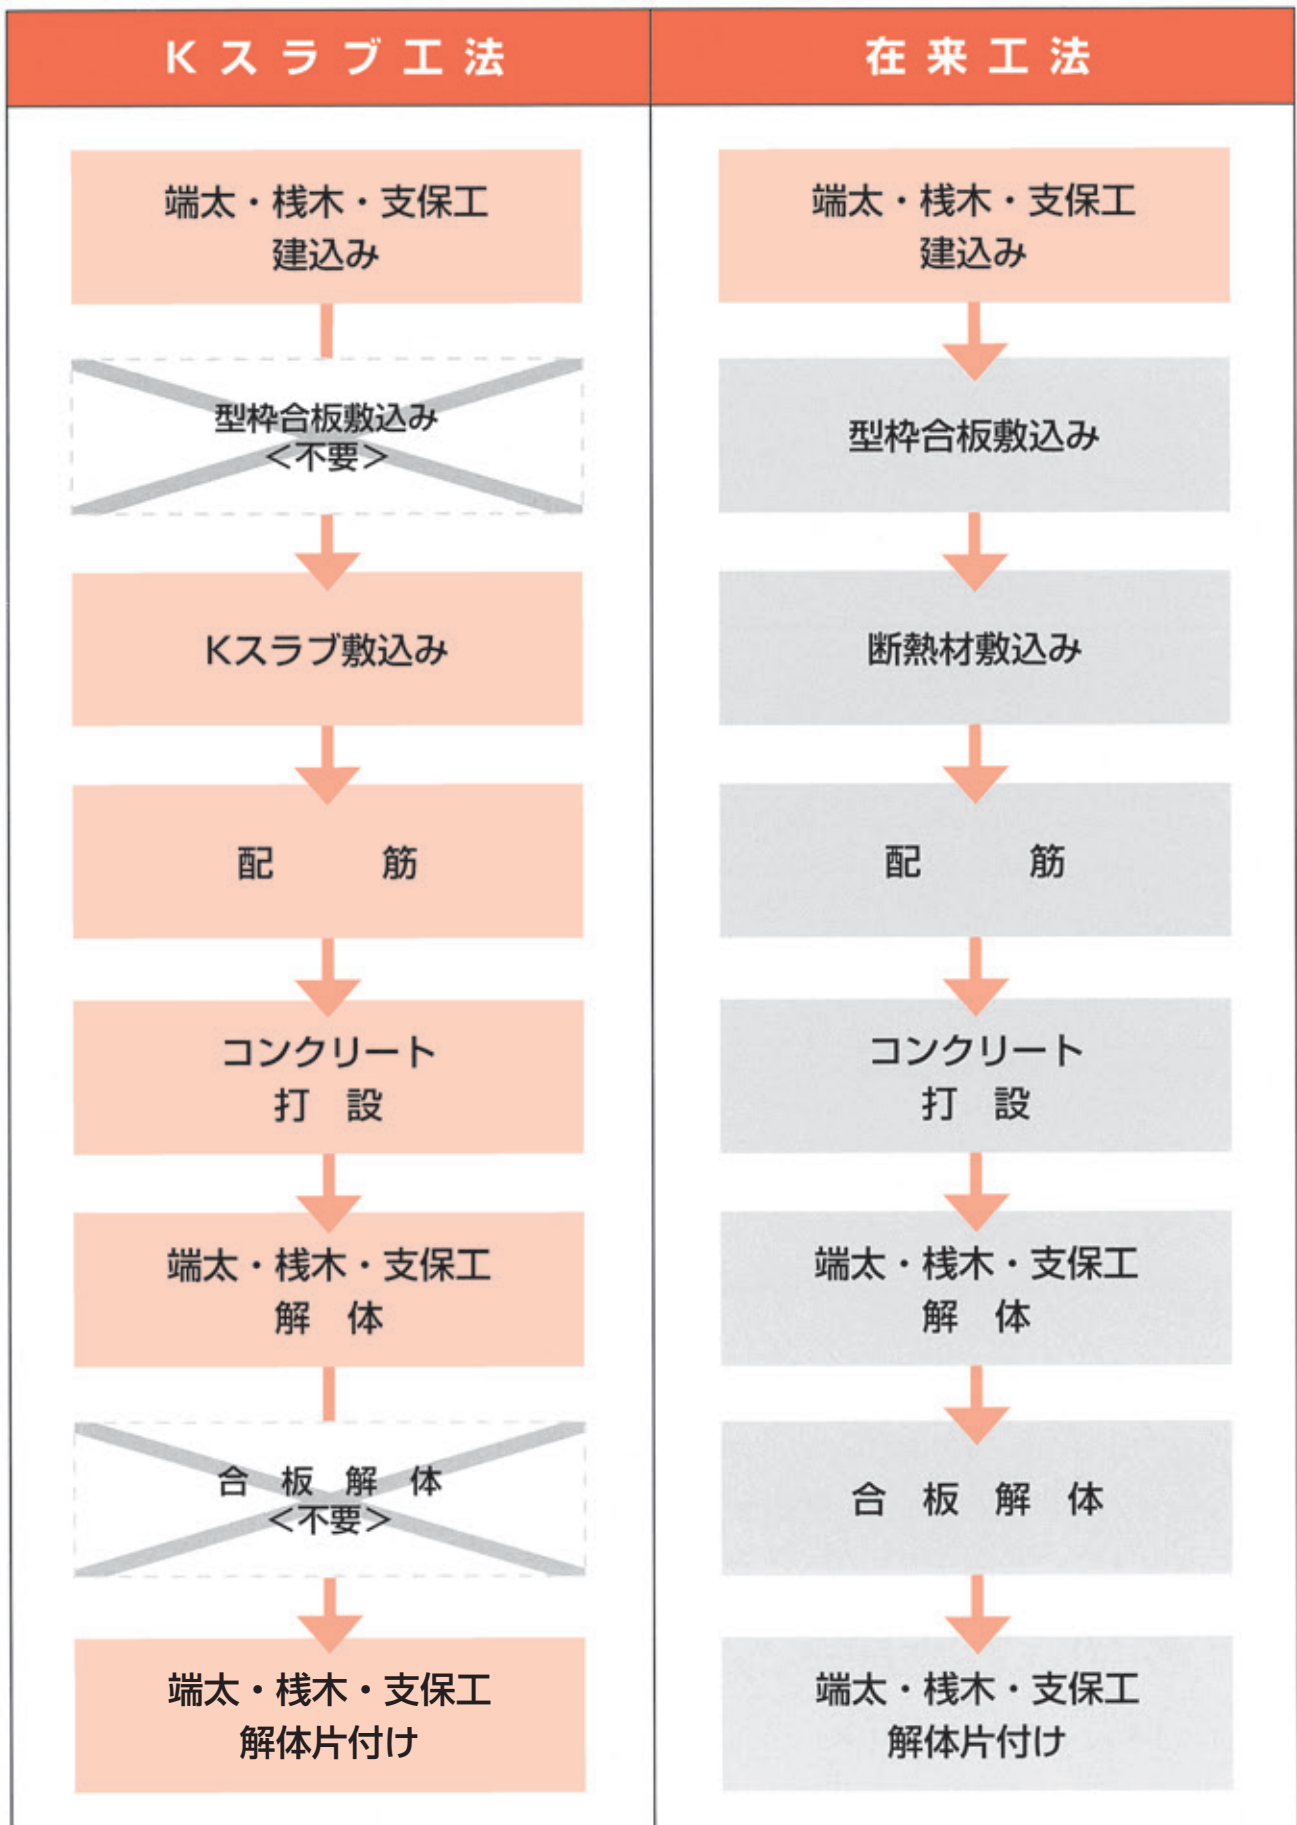 Kスラブ工法
端太・桟木・支保工
建込み
型枠合板敷込み
＜不要＞
Kスラブ敷込み
配　　　筋
コンクリート
打　設
端太・桟木・支保工
解　体
合　板　解　体
＜不要＞
端太・桟木・支保工
解体片付け
在来工法
端太・桟木・支保工
建込み
型枠合板敷込み
断熱材敷込み
配　　　筋
コンクリート
打　設
端太・桟木・支保工
解　体
合　板　解　体
端太・桟木・支保工
解体片付け